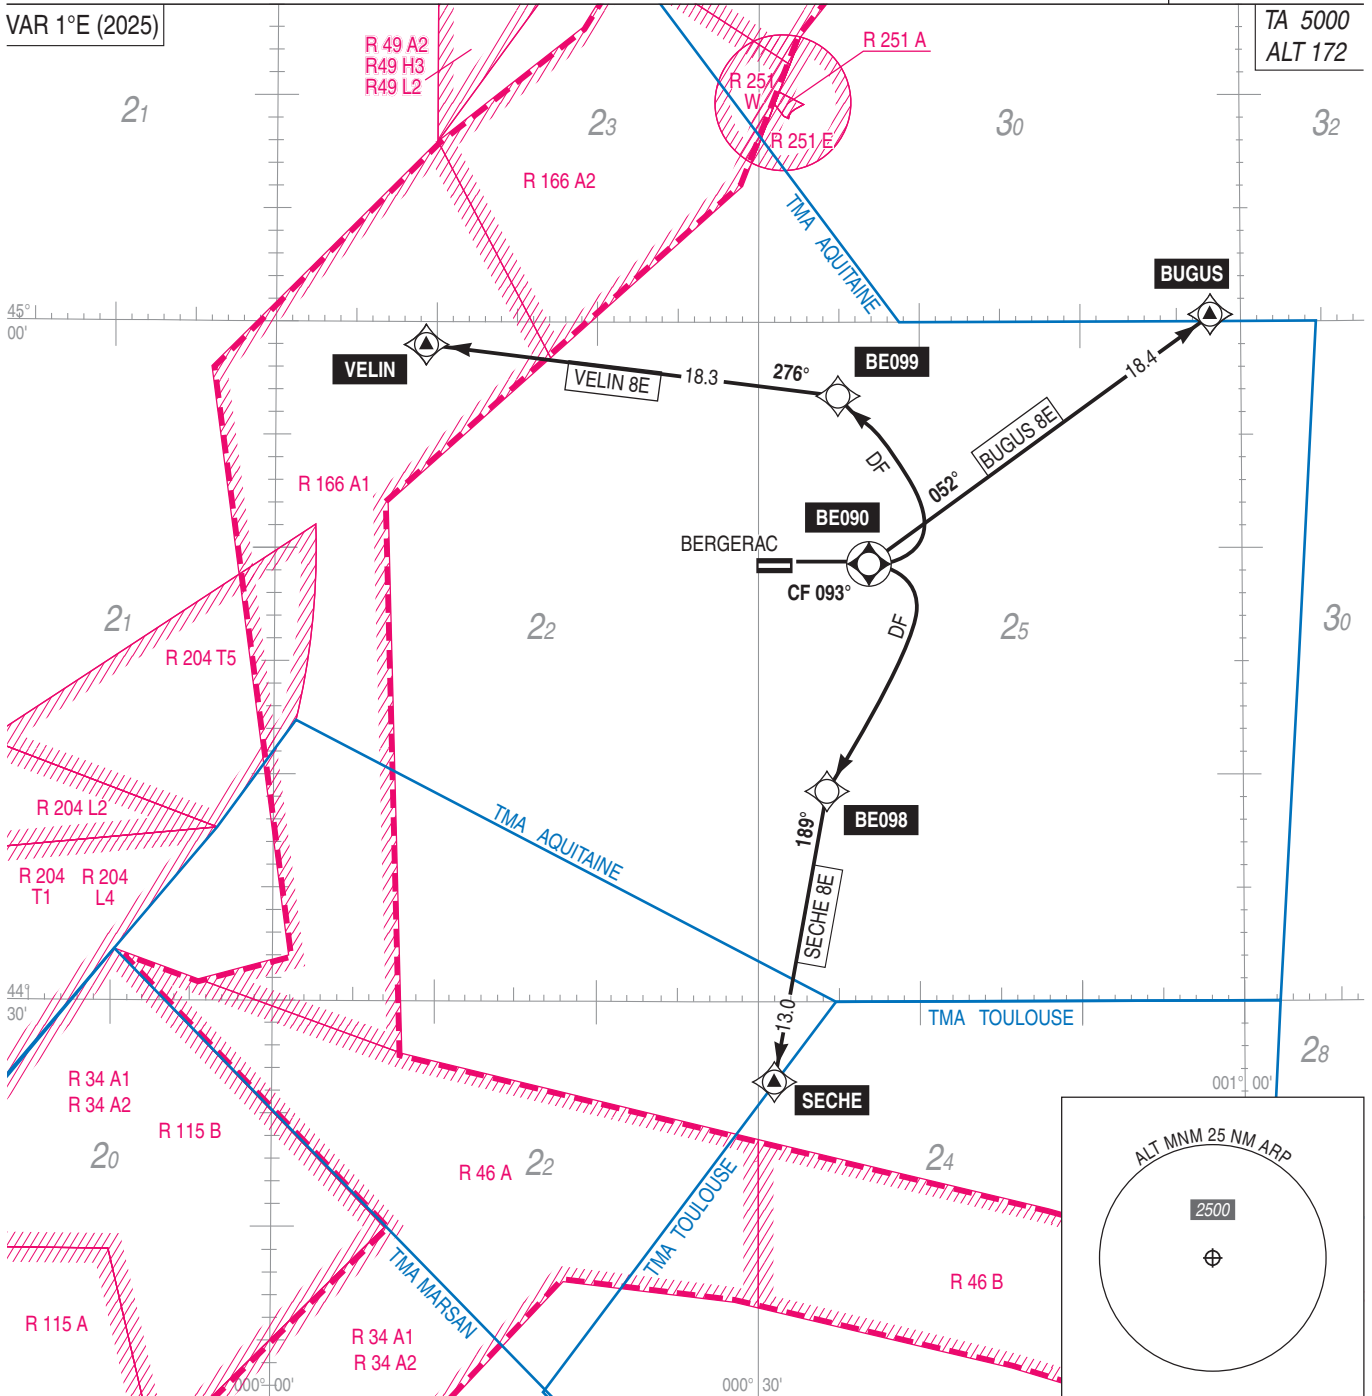 VAR 1°E (2025)
TA 5000
ALT 172
R 49 A2
R49 H3
R49 L2
R 251 A
R 251
W
R 251 E
21
23
30
32
R 166 A2
TMA AQUITAINE
BUGUS
45°
00'
VELIN
VELIN 8E
18.3
276°
BE099
18.4
BUGUS 8E
DF
052°
R 166 A1
BE090
BERGERAC
CF 093°
DF
21
22
25
30
R 204 T5
R 204 L2
R 204
T1
R 204
L4
TMA AQUITAINE
189°
BE098
SECHE 8E
44°
30'
13.0
TMA TOULOUSE
28
R 34 A1
R 34 A2
SECHE
001° 00'
R 115 B
20
R 46 A
22
24
TMA TOULOUSE
ALT MNM 25 NM ARP
2500
TMA MARSAN
R 46 B
R 115 A
R 34 A1
R 34 A2
000° 00'
000° 30'